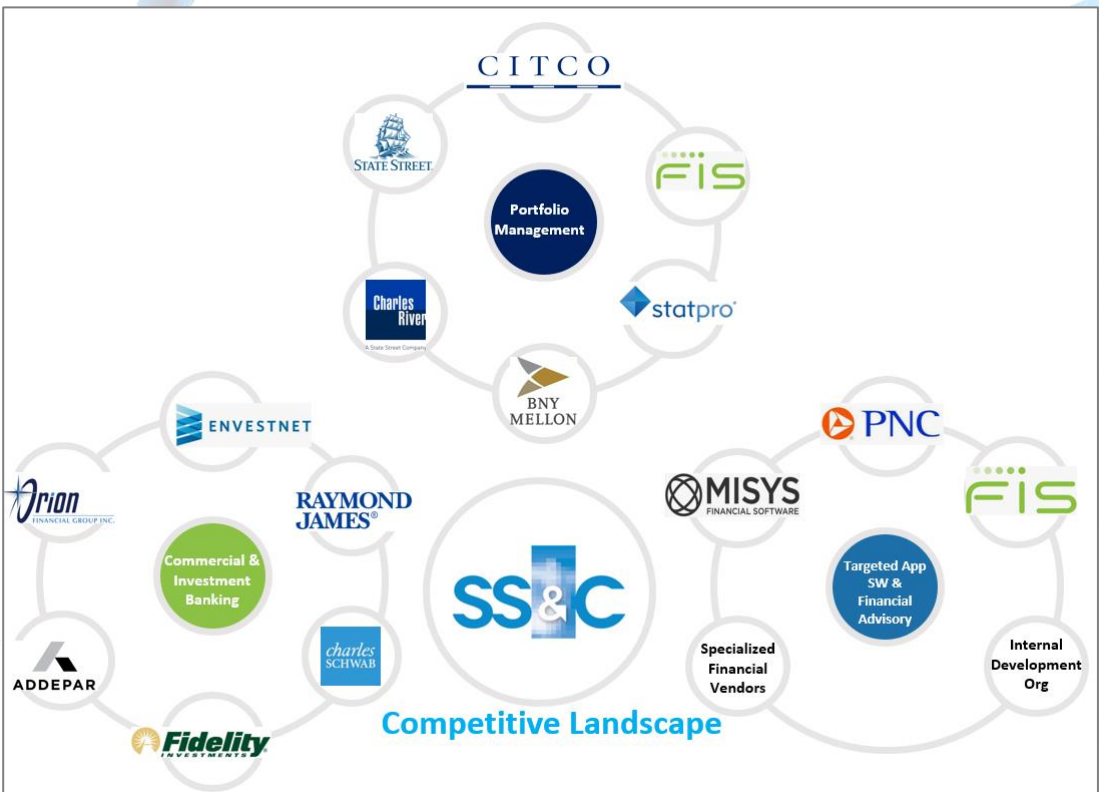 CITCO
STATE STREET
FIS
Portfolio
Management
Charles
River
A State Street Company
statpro
BNY
MELLON
ENVESTNET
Orion
FINANCIAL GROUP INC.
RAYMOND
JAMES®
Commercial &
Investment
Banking
ADDEPAR
charles
SCHWAB
Fidelity
INVESTMENTS
SS&C
Competitive Landscape
PNC
MISYS
FINANCIAL SOFTWARE
FIS
Targeted App
SW &
Financial
Advisory
Specialized
Financial
Vendors
Internal
Development
Org